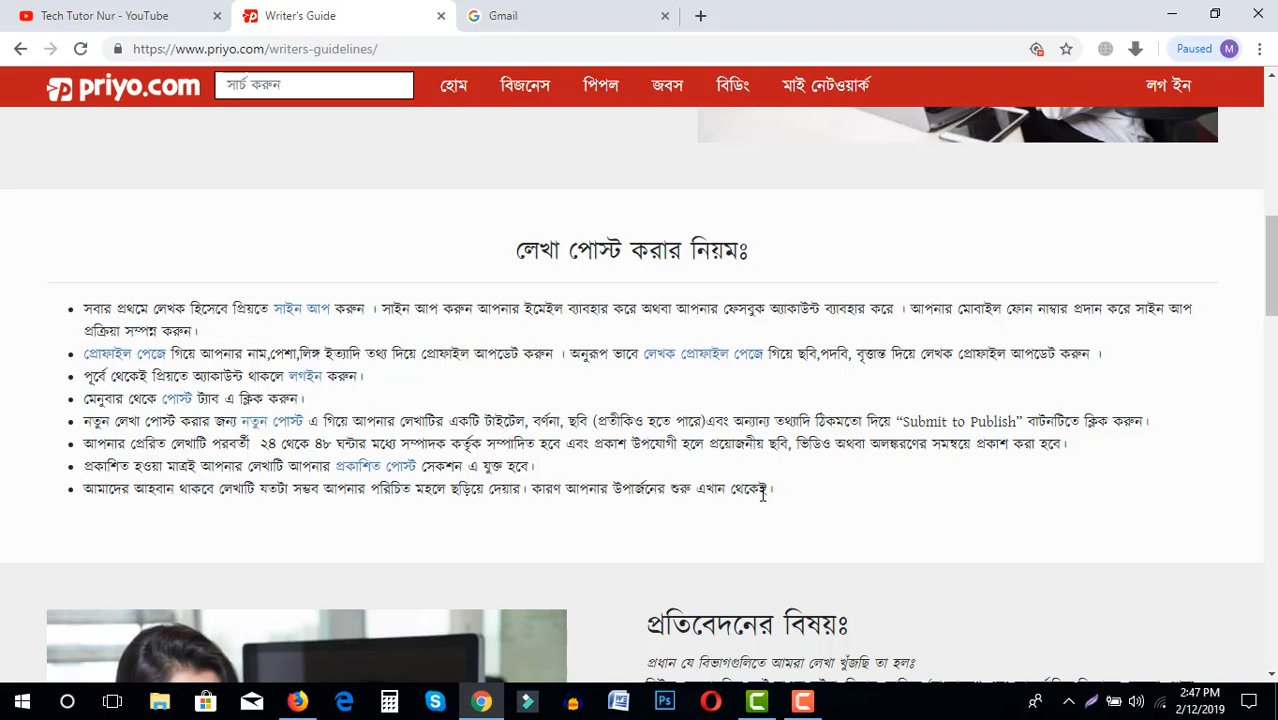 Tech Tutor Nur - YouTube
Writer's Guide
Gmail
https://www.priyo.com/writers-guidelines/
Paused M
priyo.com সার্চ করুন হোম বিজনেস পিপল জবস বিডিং মাই নেটওয়ার্ক লগ ইন
লেখা পোস্ট করার নিয়মঃ
সবার প্রথমে লেখক হিসেবে প্রিয়তে সাইন আপ করুন । সাইন আপ করুন আপনার ইমেইল ব্যাবহার করে অথবা আপনার ফেসবুক অ্যাকাউন্ট ব্যাবহার করে । আপনার মোবাইল ফোন নাম্বার প্রদান করে সাইন আপ
প্রক্রিয়া সম্পন্ন করুন।
প্রোফাইল পেজে গিয়ে আপনার নাম,পেশা,লিঙ্গ ইত্যাদি তথ্য দিয়ে প্রোফাইল আপডেট করুন । অনুরূপ ভাবে লেখক প্রোফাইল পেজে গিয়ে ছবি,পদবি, বৃত্তান্ত দিয়ে লেখক প্রোফাইল আপডেট করুন ।
পূর্বে থেকেই প্রিয়তে অ্যাকাউন্ট থাকলে লগইন করুন।
মেনুবার থেকে পোস্ট ট্যাব এ ক্লিক করুন।
নতুন লেখা পোস্ট করার জন্য নতুন পোস্ট এ গিয়ে আপনার লেখাটির একটি টাইটেল, বর্ণনা, ছবি (প্রতীকিও হতে পারে)এবং অন্যান্য তথ্যাদি ঠিকমতো দিয়ে “Submit to Publish” বাটনটিতে ক্লিক করুন।
আপনার প্রেরিত লেখাটি পরবর্তী ২৪ থেকে ৪৮ ঘন্টার মধ্যে সম্পাদক কর্তৃক সম্পাদিত হবে এবং প্রকাশ উপযোগী হলে প্রয়োজনীয় ছবি, ভিডিও অথবা অলঙ্করণের সমন্বয়ে প্রকাশ করা হবে।
প্রকাশিত হওয়া মাত্রই আপনার লেখাটি আপনার প্রকাশিত পোস্ট সেকশন এ যুক্ত হবে।
আমাদের আহবান থাকবে লেখাটি যতটা সম্ভব আপনার পরিচিত মহলে ছড়িয়ে দেয়ার। কারণ আপনার উপার্জনের শুরু এখান থেকেই।
প্রতিবেদনের বিষয়ঃ
প্রধান যে বিভাগগুলিতে আমরা লেখা খুঁজছি তা হলঃ
2:47 PM
2/12/2019